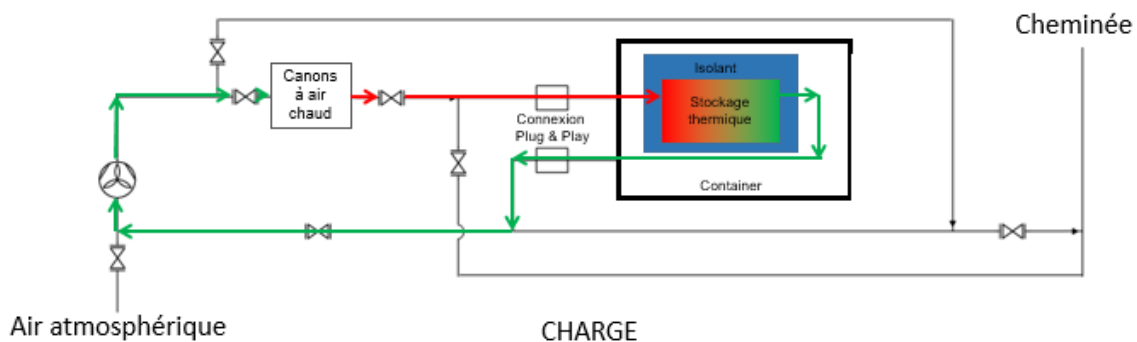 Cheminée
Canons
à air
chaud
Isolant
Stockage
thermique
Connexion
Plug & Play
Container
Air atmosphérique
CHARGE